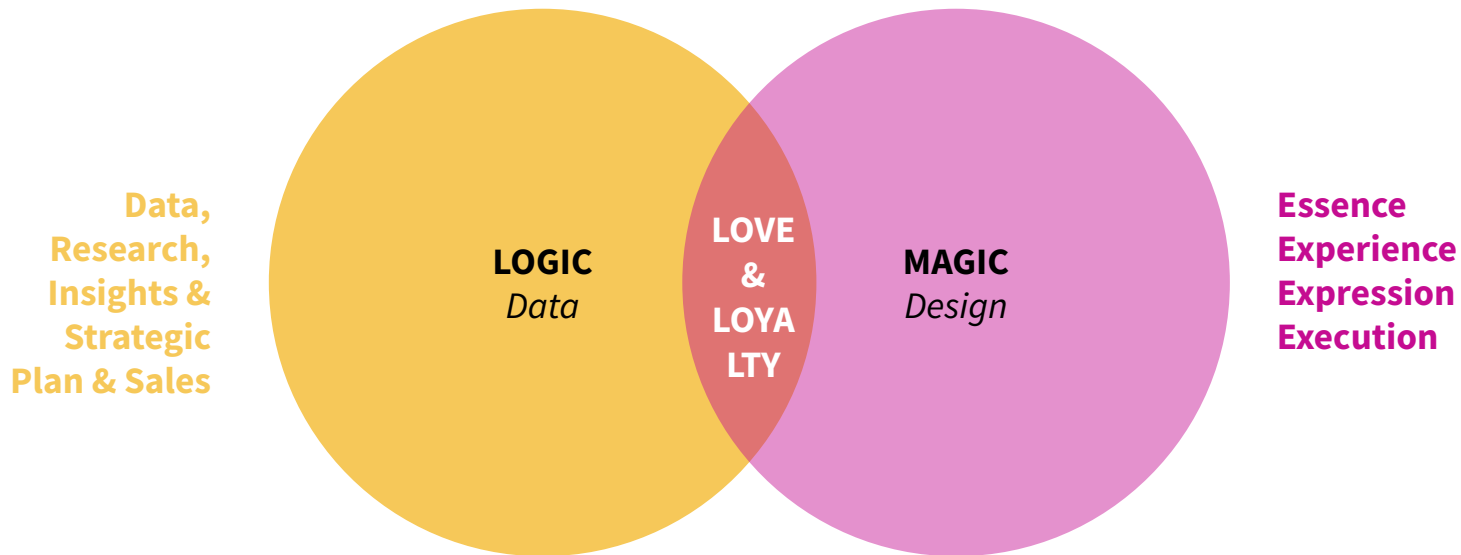 Data,
Research,
Insights &
Strategic
Plan & Sales
LOGIC
Data
LOVE
&
LOYA
LTY
MAGIC
Design
Essence
Experience
Expression
Execution